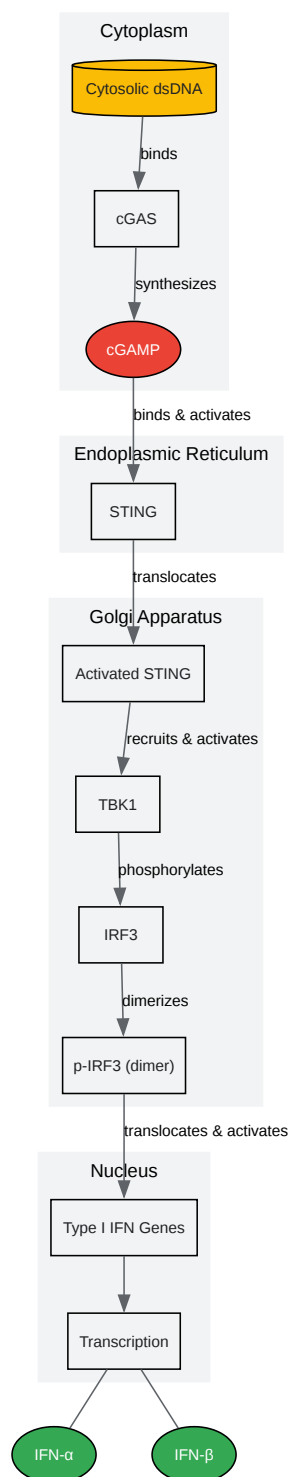 Cytoplasm
Cytosolic dsDNA
binds
cGAS
synthesizes
cGAMP
binds & activates
Endoplasmic Reticulum
STING
translocates
Golgi Apparatus
Activated STING
recruits & activates
TBK1
phosphorylates
IRF3
dimerizes
p-IRF3 (dimer)
translocates & activates
Nucleus
Type I IFN Genes
Transcription
IFN-α
IFN-β